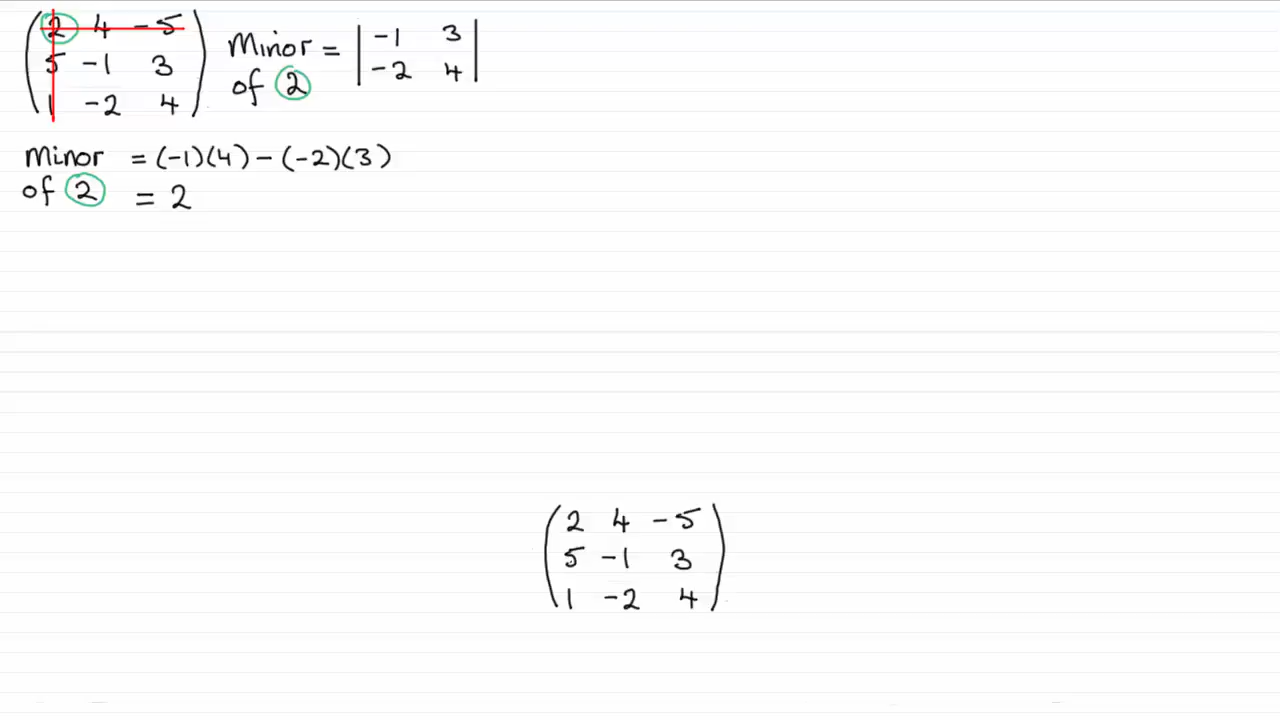 2 4 -5
5 -1 3
1 -2 4
Minor of 2 = | -1 3 |
| -2 4 |
Minor of 2 = (-1)(4) - (-2)(3)
= 2
2 4 -5
5 -1 3
1 -2 4